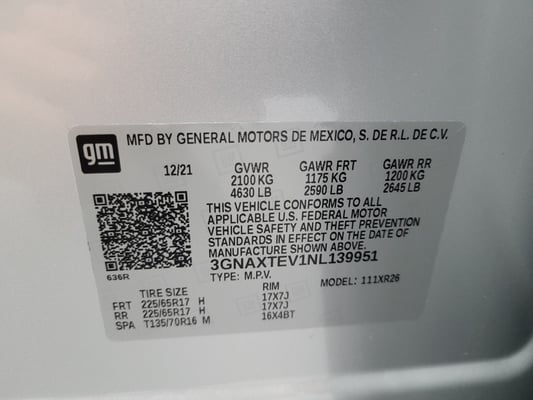 gm MFD BY GENERAL MOTORS DE MEXICO, S. DE R.L. DE C.V.
12/21 GVWR GAWR FRT GAWR RR
2100 KG 1175 KG 1200 KG
4630 LB 2590 LB 2645 LB
THIS VEHICLE CONFORMS TO ALL
APPLICABLE U.S. FEDERAL MOTOR
VEHICLE SAFETY AND THEFT PREVENTION
STANDARDS IN EFFECT ON THE DATE OF
MANUFACTURE SHOWN ABOVE.
3GNAXTEV1NL139951
636R TYPE: M.P.V. MODEL: 111XR26
TIRE SIZE RIM
FRT 225/65R17 H 17X7J
RR 225/65R17 H 17X7J
SPA T135/70R16 M 16X4BT